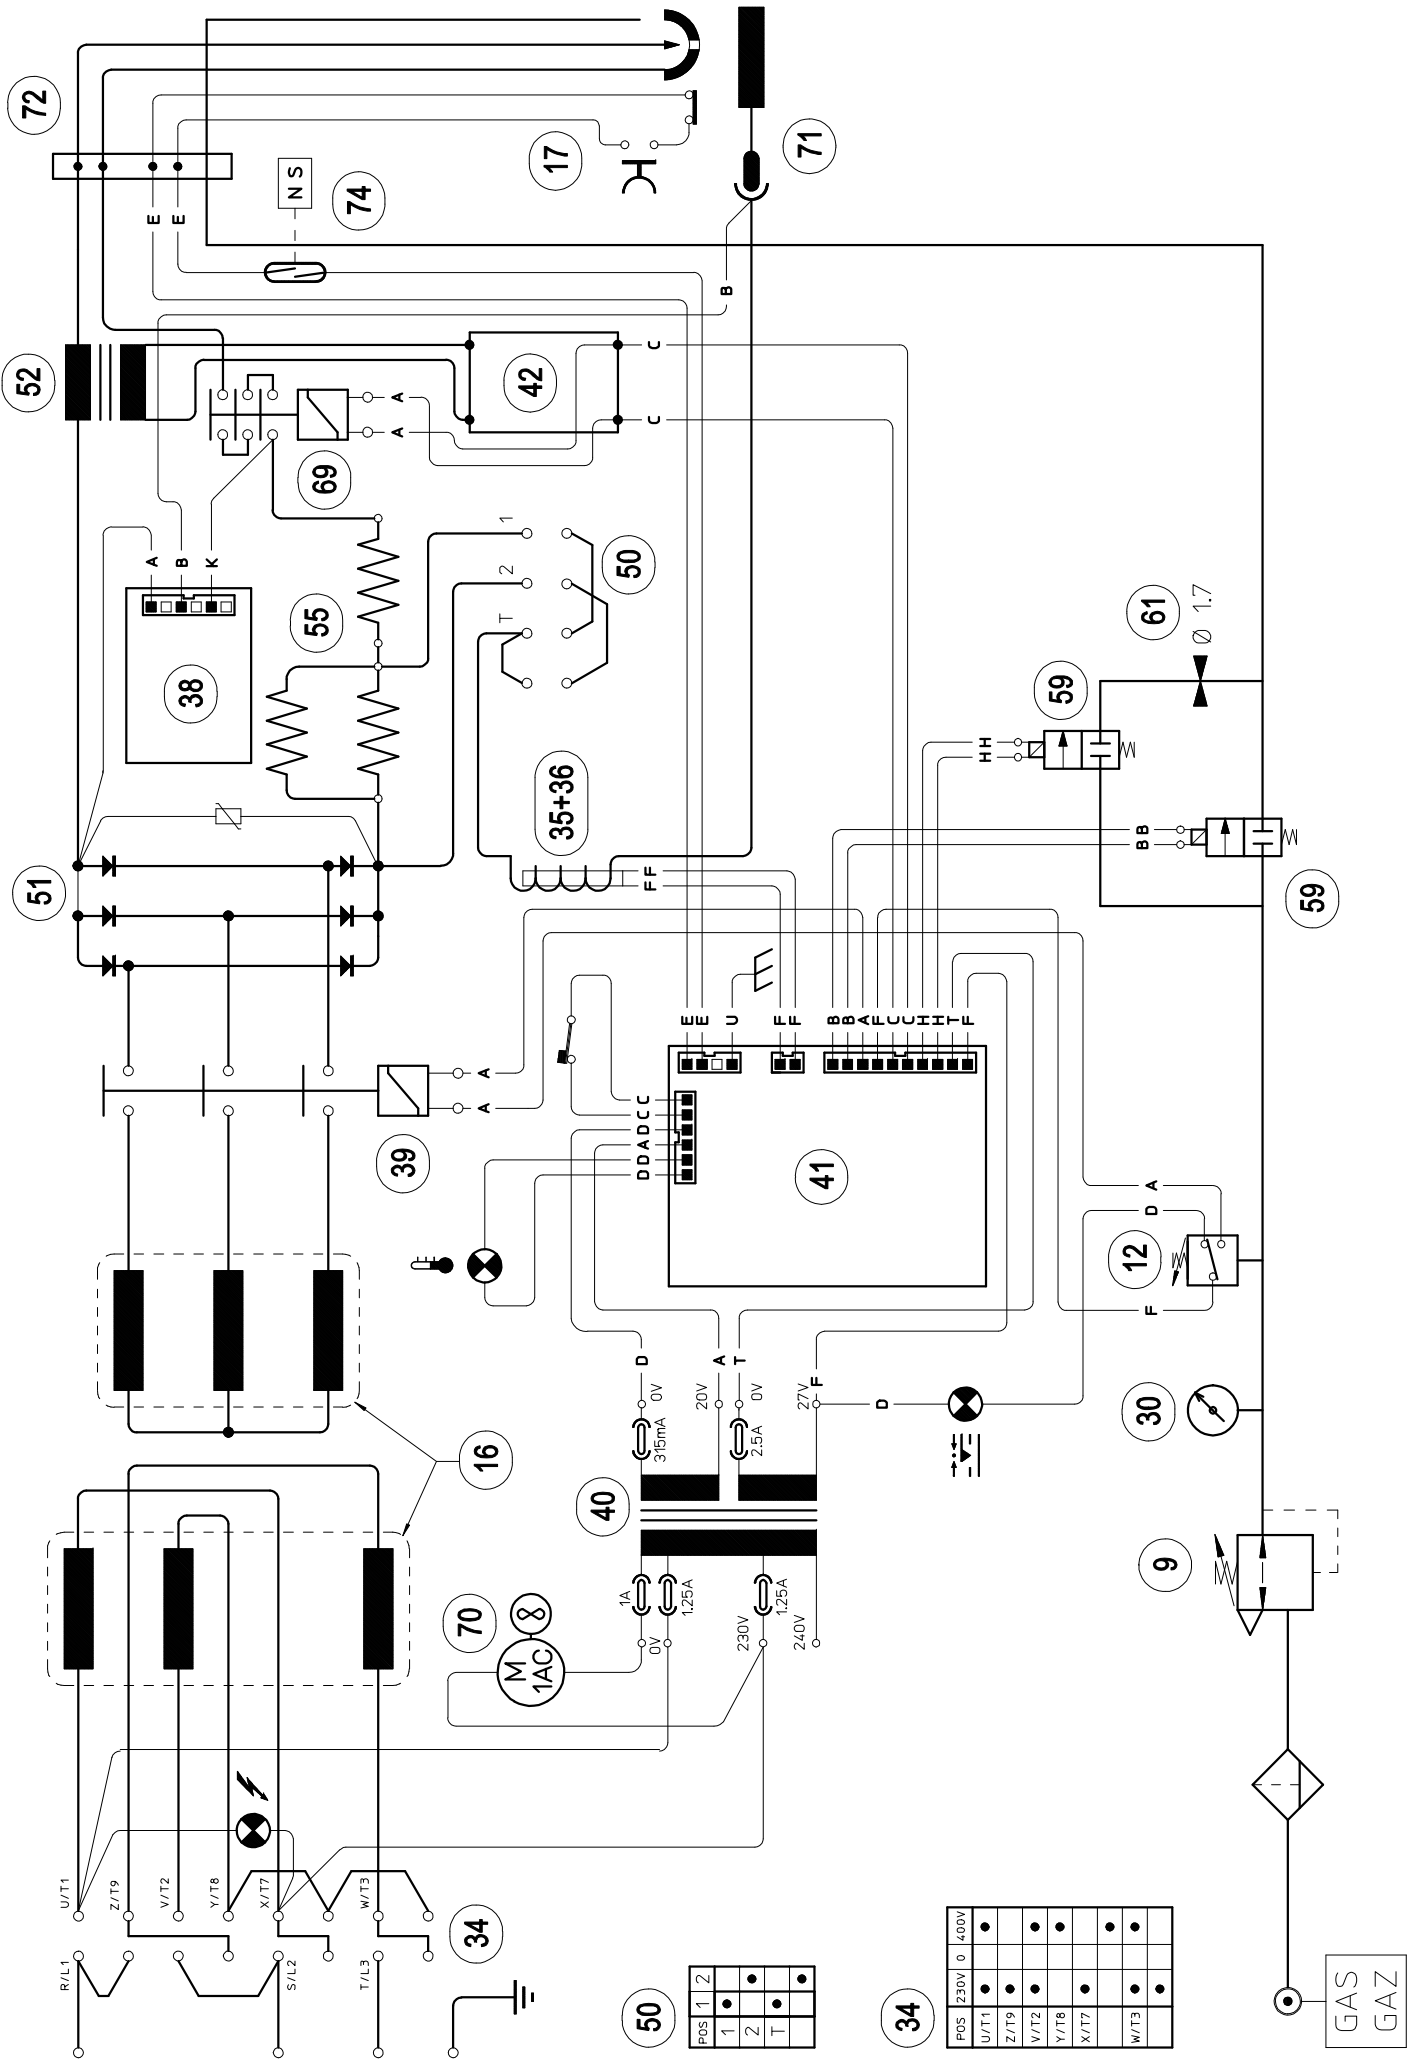 72
52
51
17
71
74
N S
E
E
B
42
C
C
69
A
A
A
B
K
38
55
1
2
T
50
35+36
F F
61
Ø 1.7
59
59
H H
B B
39
A
A
E
E
U
F
F
B
B
A
F
C
C
H
H
T
F
D D A D C C
41
16
40
D
A
T
F
0V
20V
0V
27V
315mA
2.5A
D
12
A
D
F
30
9
70
M
1AC
8
1A
1.25A
1.25A
0V
230V
240V
U/T1
Z/T9
V/T2
Y/T8
X/T7
W/T3
R/L1
S/L2
T/L3
34
50
POS 1 2
1
2
T
34
POS 230V 0 400V
U/T1
Z/T9
V/T2
Y/T8
X/T7
W/T3
GAS
GAZ